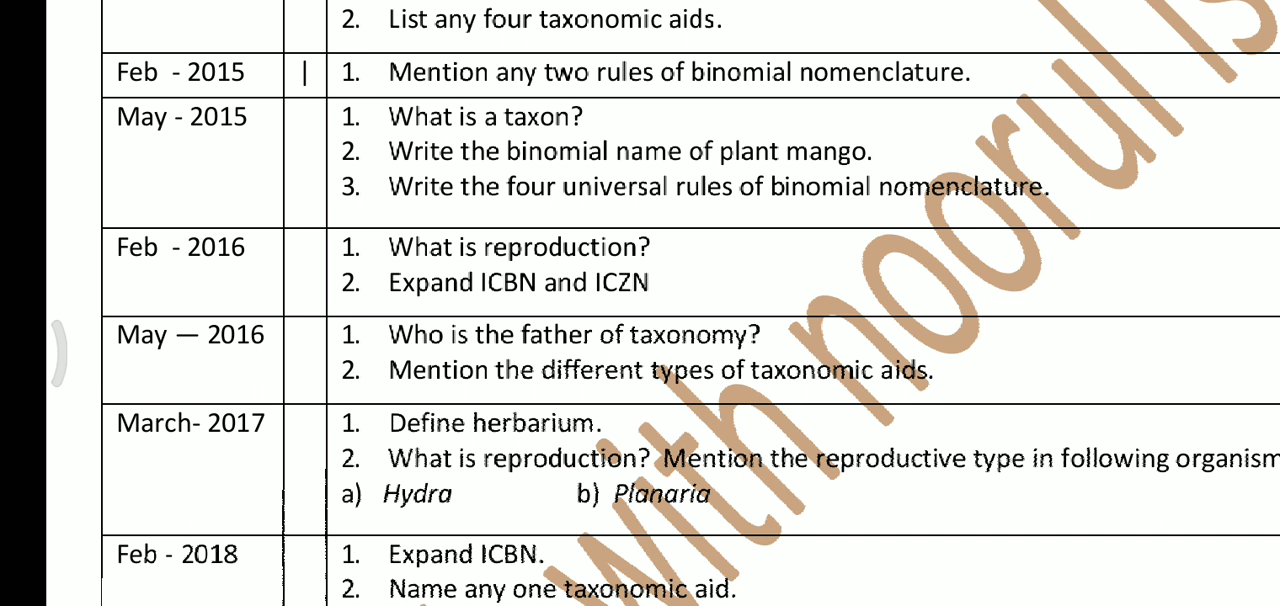 2. List any four taxonomic aids.
Feb - 2015 | 1. Mention any two rules of binomial nomenclature.
May - 2015 1. What is a taxon?
2. Write the binomial name of plant mango.
3. Write the four universal rules of binomial nomenclature.
Feb - 2016 1. What is reproduction?
2. Expand ICBN and ICZN
May — 2016 1. Who is the father of taxonomy?
2. Mention the different types of taxonomic aids.
March- 2017 1. Define herbarium.
2. What is reproduction? Mention the reproductive type in following organism
a) Hydra b) Planaria
Feb - 2018 1. Expand ICBN.
2. Name any one taxonomic aid.
with noorul is